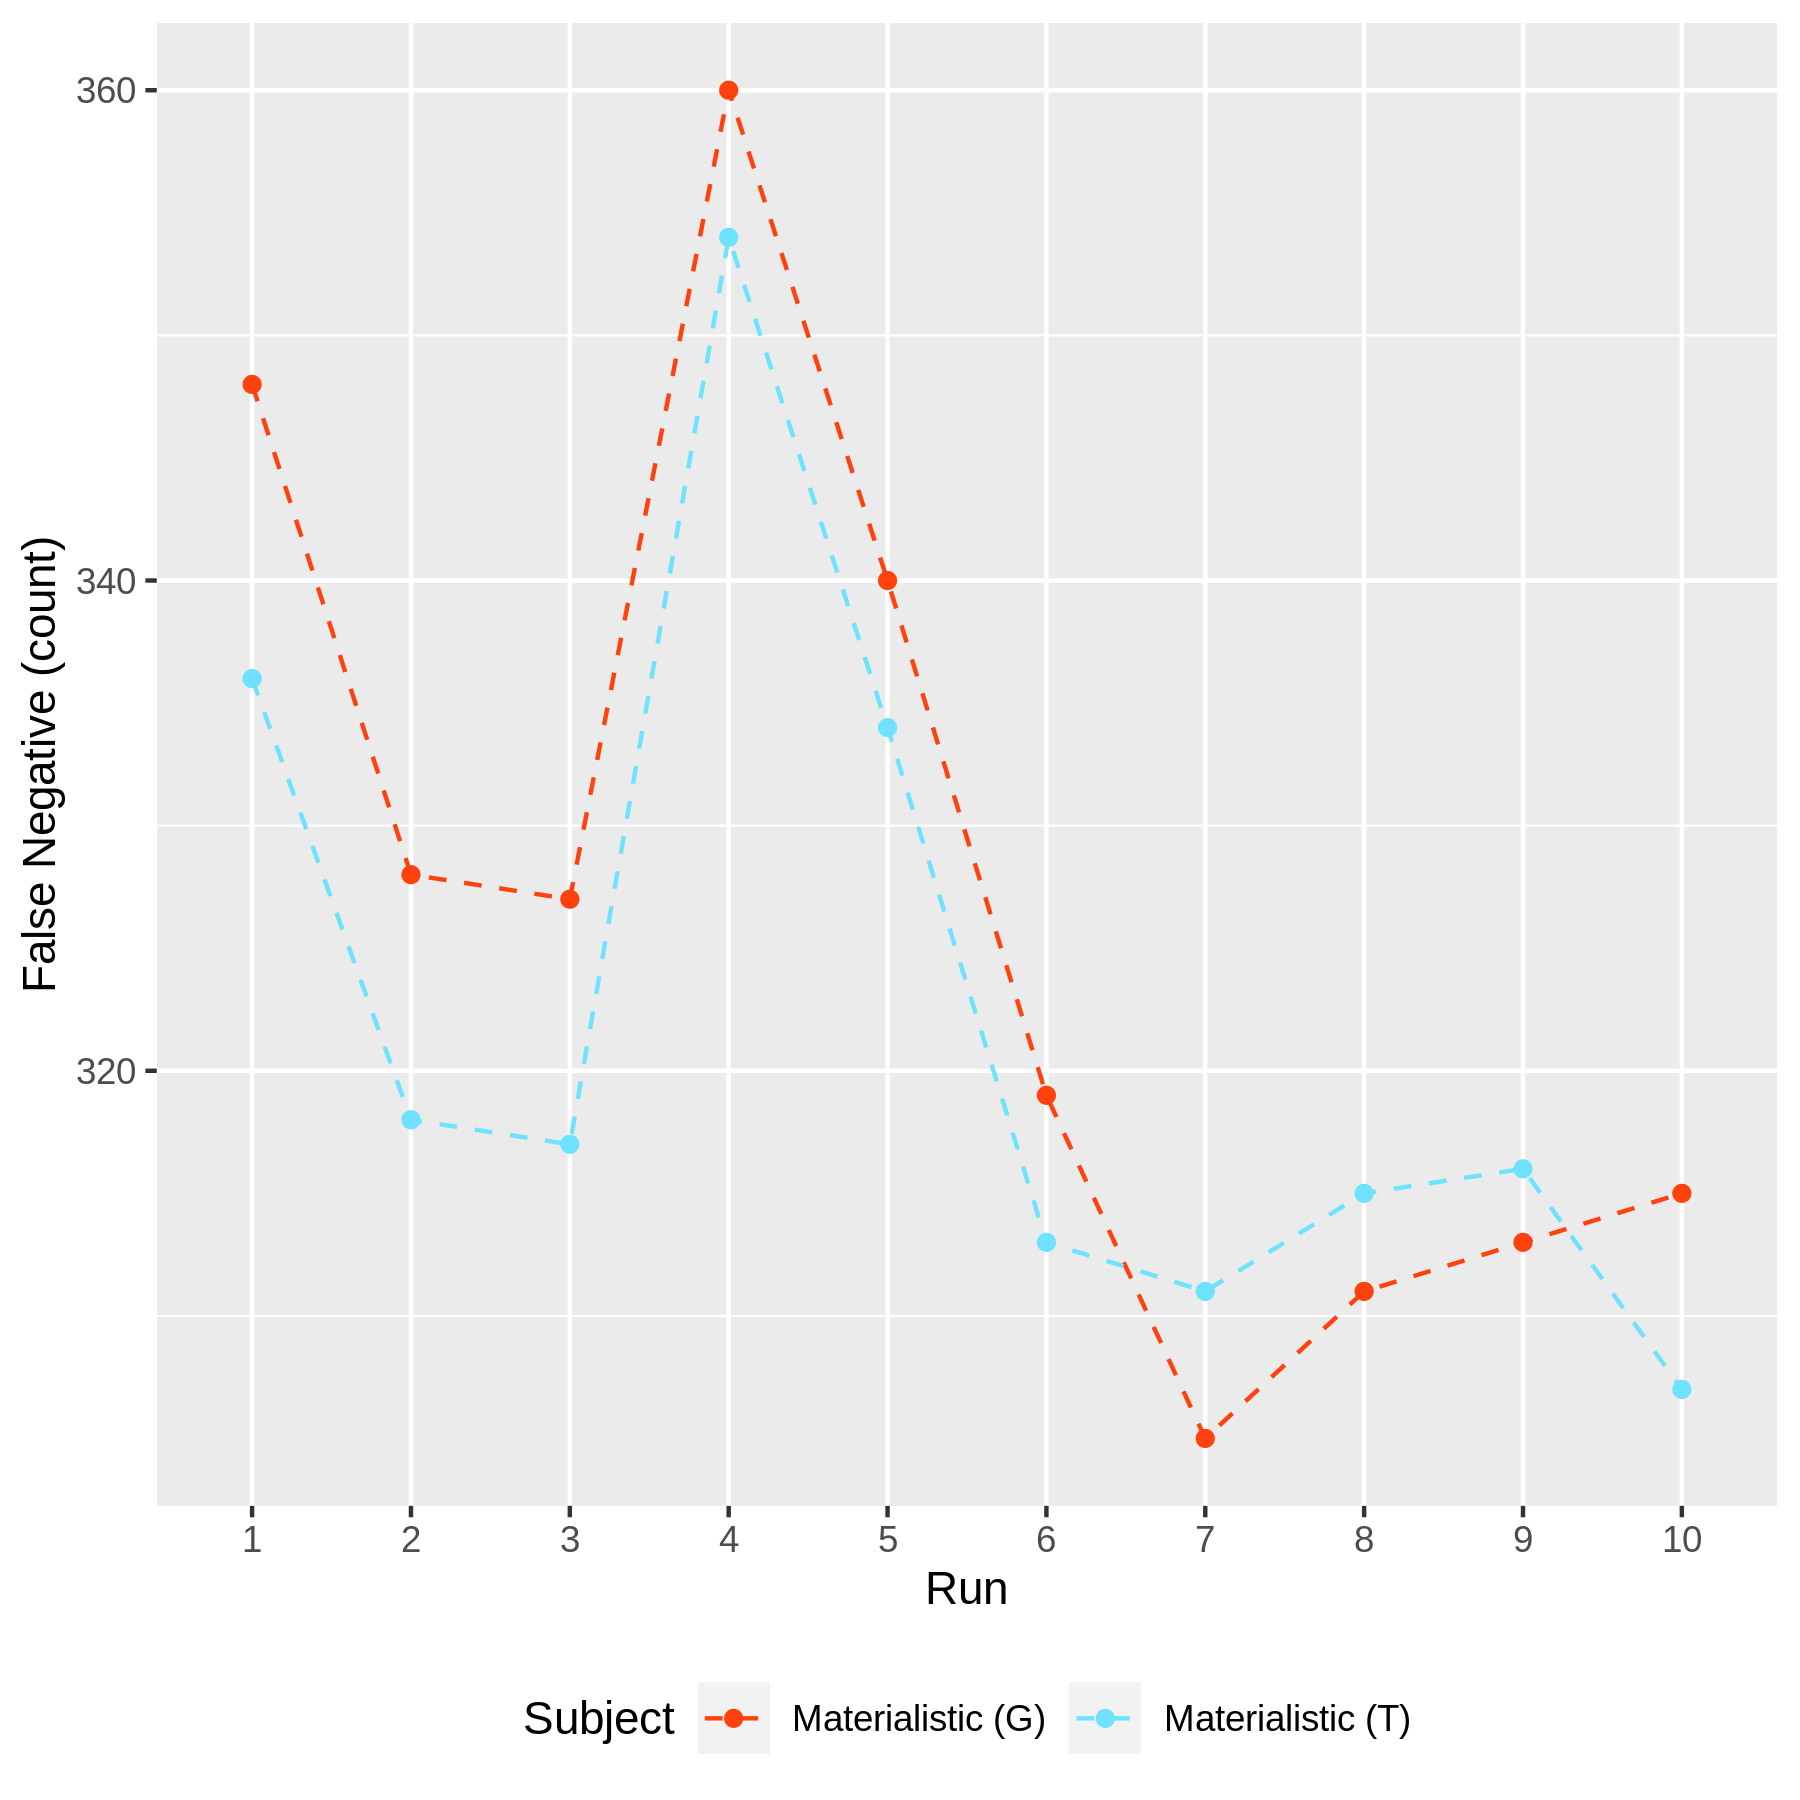 360
340
320
False Negative (count)
1 2 3 4 5 6 7 8 9 10
Run
Subject Materialistic (G) Materialistic (T)